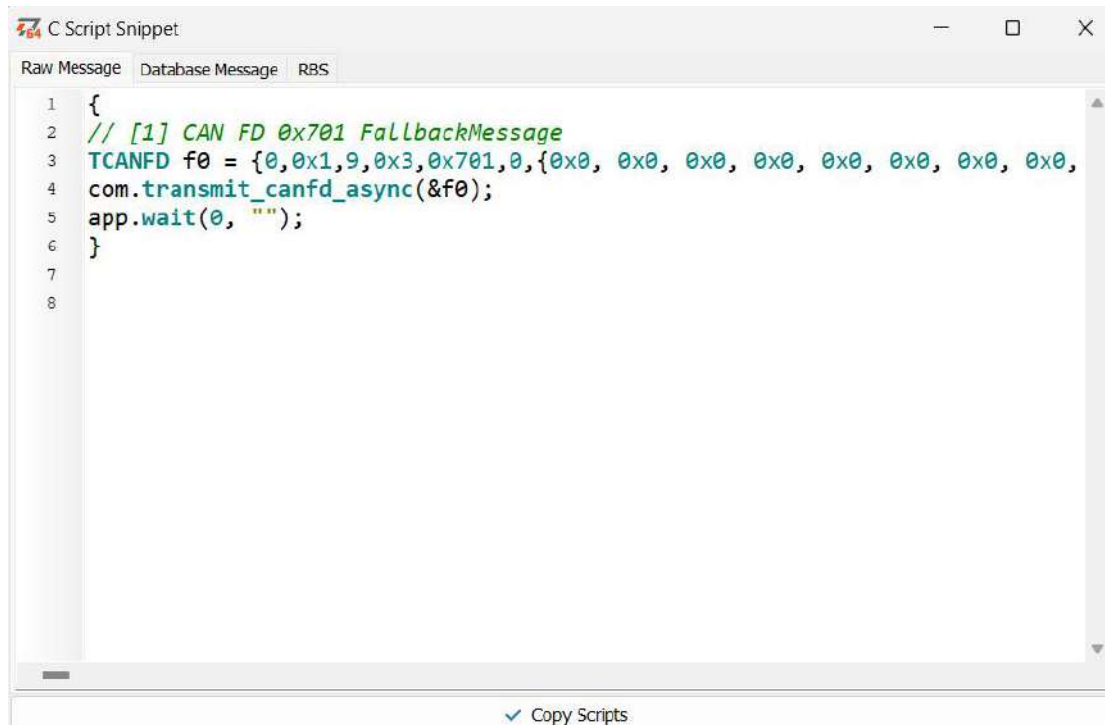 C Script Snippet
Raw Message Database Message RBS
1 {
2 // [1] CAN FD 0x701 FallbackMessage
3 TCANFD f0 = {0,0x1,9,0x3,0x701,0,{0x0, 0x0, 0x0, 0x0, 0x0, 0x0, 0x0, 0x0,
4 com.transmit_canfd_async(&f0);
5 app.wait(0, "");
6 }
7
8
Copy Scripts